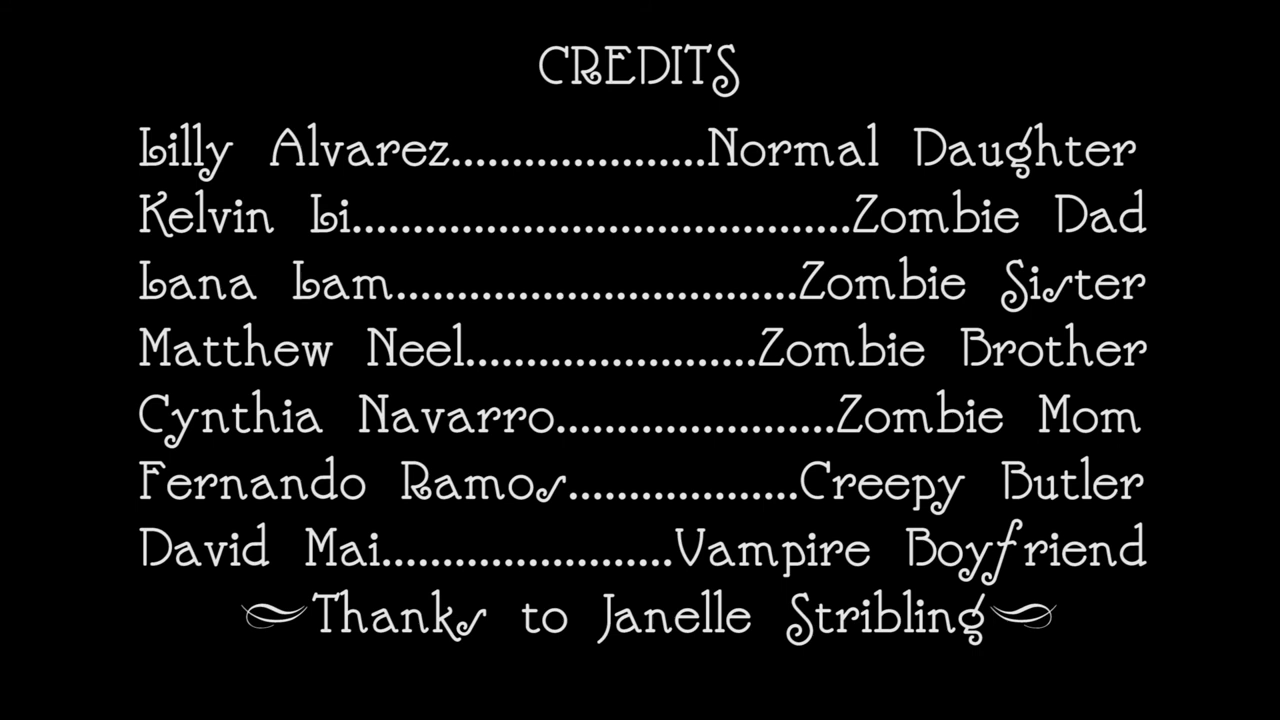 CREDITS
Lilly Alvarez.....................Normal Daughter
Kelvin Li.........................................Zombie Dad
Lana Lam.................................Zombie Sister
Matthew Neel........................Zombie Brother
Cynthia Navarro.......................Zombie Mom
Fernando Ramos...................Creepy Butler
David Mai........................Vampire Boyfriend
Thanks to Janelle Stribling